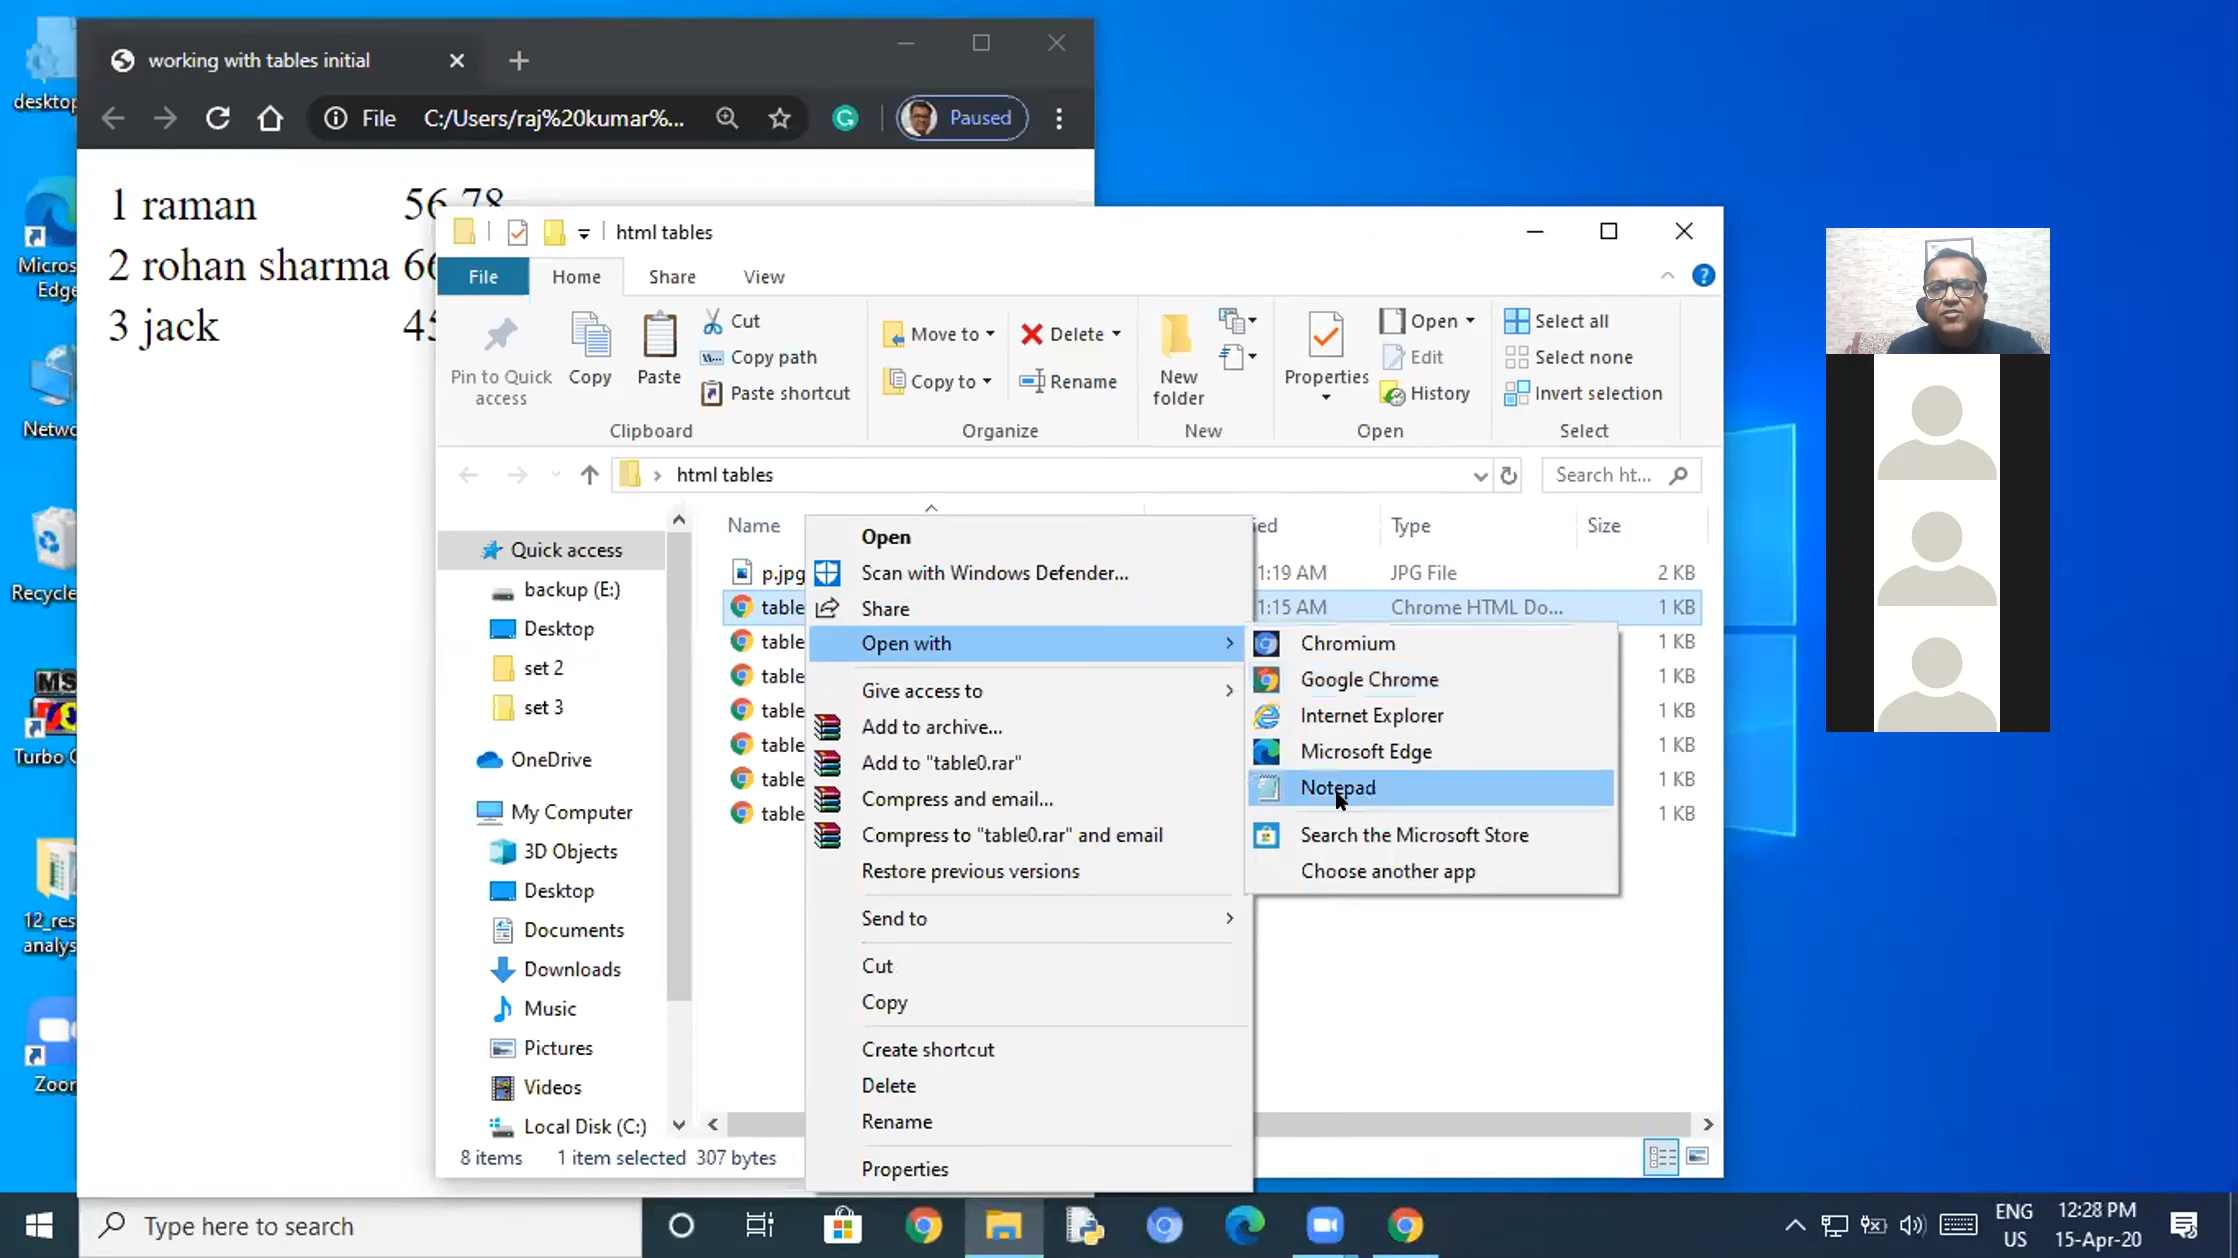 desktop
Micros
Edge
Netwo
Recycle
MS
Turbo C
12_res
analys
Zoom
working with tables initial
File C:/Users/raj%20kumar%... Paused
1 raman 56 78
2 rohan sharma 66
3 jack 45
html tables
File Home Share View
Pin to Quick
access
Copy
Paste
Cut
Copy path
Paste shortcut
Clipboard
Move to
Copy to
Delete
Rename
Organize
New
folder
New
Properties
Open
Edit
History
Open
Select all
Select none
Invert selection
Select
html tables
Search ht...
Quick access
backup (E:)
Desktop
set 2
set 3
OneDrive
My Computer
3D Objects
Desktop
Documents
Downloads
Music
Pictures
Videos
Local Disk (C:)
Name ied Type Size
p.jpg 1:19 AM JPG File 2 KB
table 1:15 AM Chrome HTML Do... 1 KB
table 1 KB
table 1 KB
table 1 KB
table 1 KB
table 1 KB
table 1 KB
Open
Scan with Windows Defender...
Share
Open with
Give access to
Add to archive...
Add to "table0.rar"
Compress and email...
Compress to "table0.rar" and email
Restore previous versions
Send to
Cut
Copy
Create shortcut
Delete
Rename
Properties
Chromium
Google Chrome
Internet Explorer
Microsoft Edge
Notepad
Search the Microsoft Store
Choose another app
8 items 1 item selected 307 bytes
Type here to search
ENG
US
12:28 PM
15-Apr-20